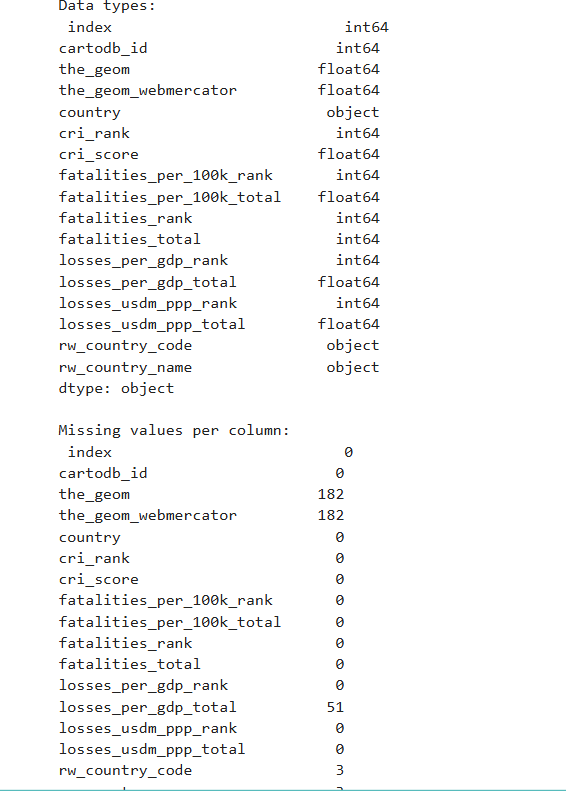 Data types:
index int64
cartodb_id int64
the_geom float64
the_geom_webmercator float64
country object
cri_rank int64
cri_score float64
fatalities_per_100k_rank int64
fatalities_per_100k_total float64
fatalities_rank int64
fatalities_total int64
losses_per_gdp_rank int64
losses_per_gdp_total float64
losses_usdm_ppp_rank int64
losses_usdm_ppp_total float64
rw_country_code object
rw_country_name object
dtype: object
Missing values per column:
index 0
cartodb_id 0
the_geom 182
the_geom_webmercator 182
country 0
cri_rank 0
cri_score 0
fatalities_per_100k_rank 0
fatalities_per_100k_total 0
fatalities_rank 0
fatalities_total 0
losses_per_gdp_rank 0
losses_per_gdp_total 51
losses_usdm_ppp_rank 0
losses_usdm_ppp_total 0
rw_country_code 3